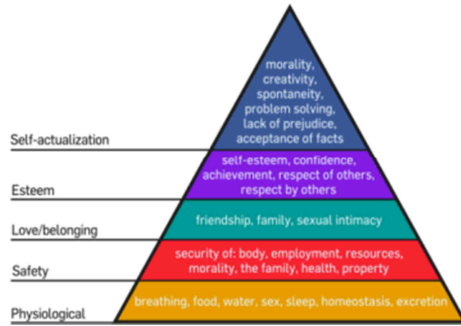 morality,
creativity,
spontaneity,
problem solving,
lack of prejudice,
acceptance of facts
Self-actualization
self-esteem, confidence,
achievement, respect of others,
respect by others
Esteem
friendship, family, sexual intimacy
Love/belonging
security of: body, employment, resources,
morality, the family, health, property
Safety
breathing, food, water, sex, sleep, homeostasis, excretion
Physiological